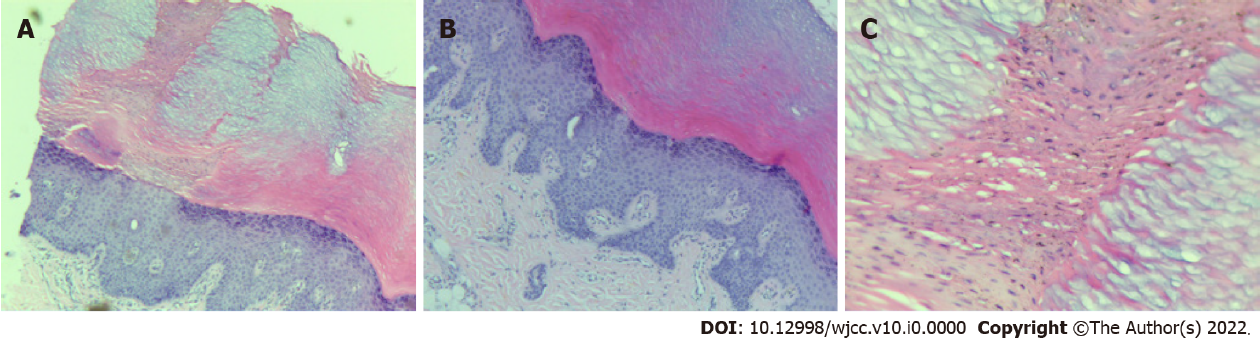 A
B
C
DOI: 10.12998/wjcc.v10.i0.0000 Copyright ©The Author(s) 2022.